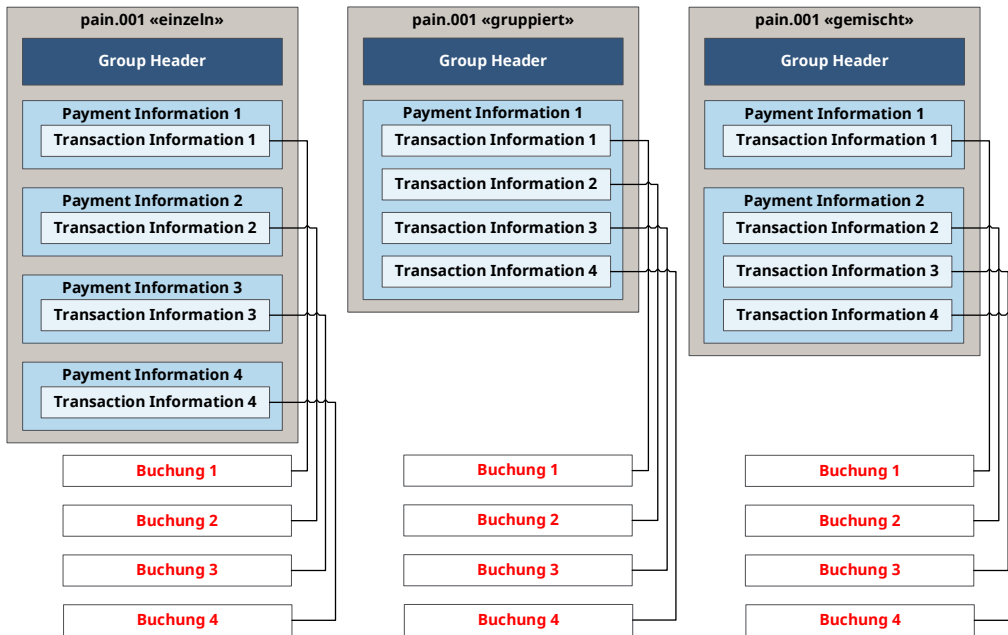 pain.001 «einzeln»
Group Header
Payment Information 1
Transaction Information 1
Payment Information 2
Transaction Information 2
Payment Information 3
Transaction Information 3
Payment Information 4
Transaction Information 4
Buchung 1
Buchung 2
Buchung 3
Buchung 4
pain.001 «gruppiert»
Group Header
Payment Information 1
Transaction Information 1
Transaction Information 2
Transaction Information 3
Transaction Information 4
Buchung 1
Buchung 2
Buchung 3
Buchung 4
pain.001 «gemischt»
Group Header
Payment Information 1
Transaction Information 1
Payment Information 2
Transaction Information 2
Transaction Information 3
Transaction Information 4
Buchung 1
Buchung 2
Buchung 3
Buchung 4